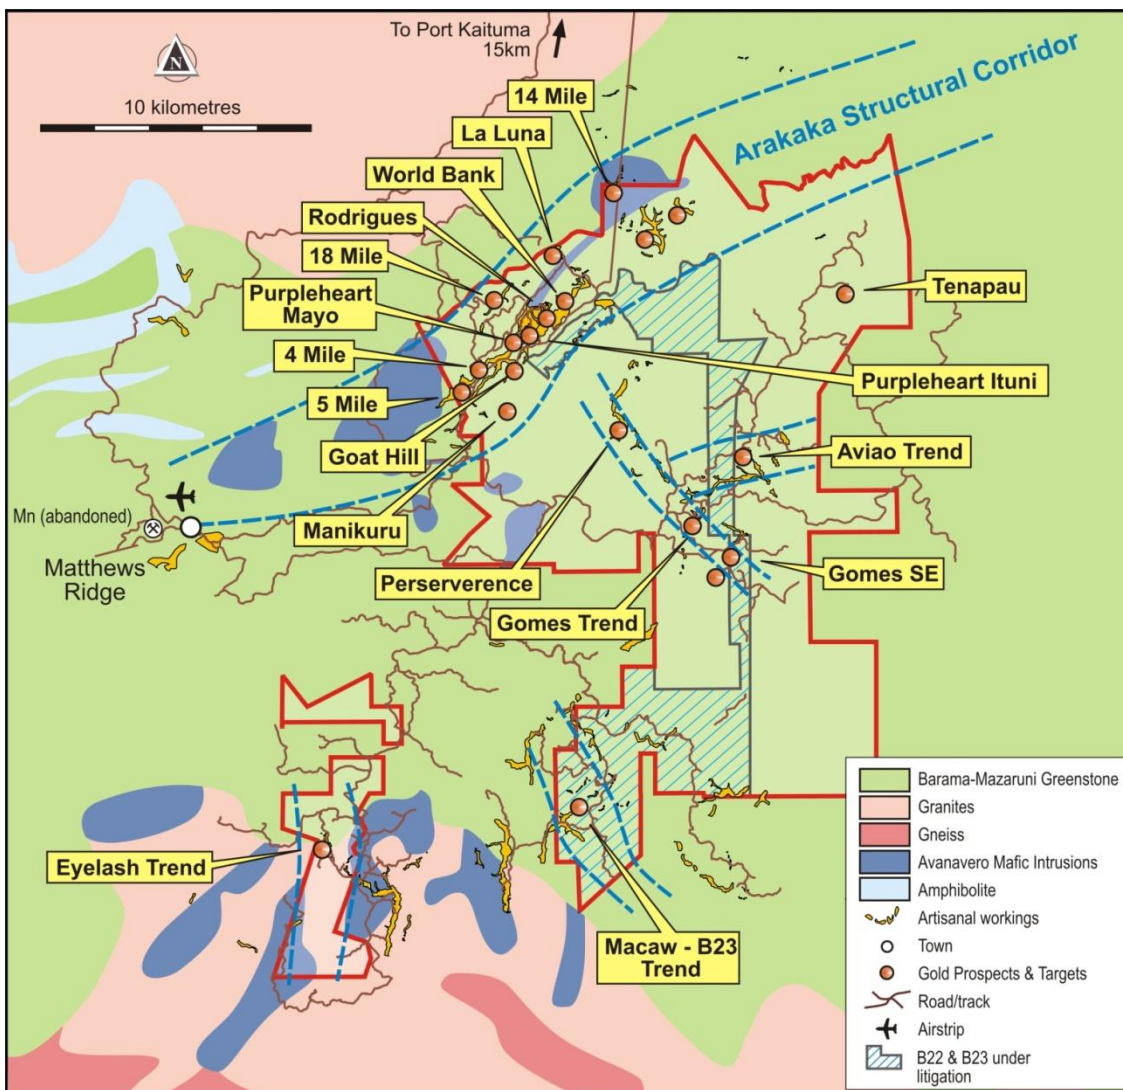 To Port Kaituma
15km
N
10 kilometres
14 Mile
La Luna
World Bank
Rodrigues
18 Mile
Purpleheart
Mayo
4 Mile
5 Mile
Goat Hill
Manikuru
Perserverence
Gomes Trend
Arakaka Structural Corridor
Tenapau
Purpleheart Ituni
Aviao Trend
Gomes SE
Mn (abandoned)
Matthews
Ridge
Eyelash Trend
Macaw - B23
Trend
Barama-Mazaruni Greenstone
Granites
Gneiss
Avanavero Mafic Intrusions
Amphibolite
Artisanal workings
Town
Gold Prospects & Targets
Road/track
Airstrip
B22 & B23 under
litigation